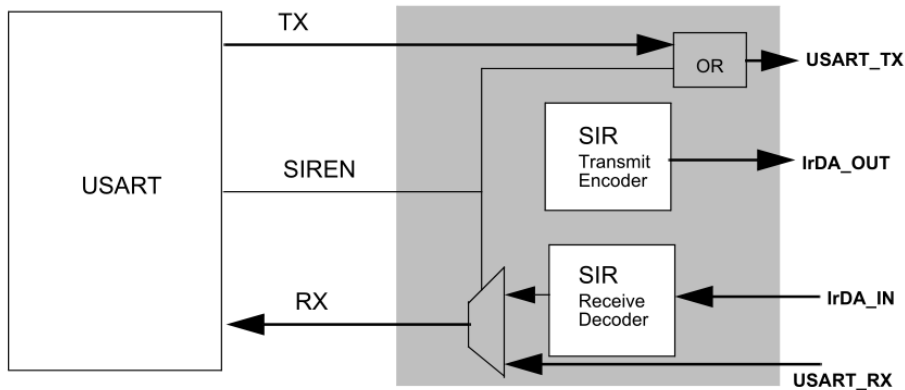 TX
OR
USART_TX
SIR
Transmit
Encoder
IrDA_OUT
USART
SIREN
SIR
Receive
Decoder
IrDA_IN
RX
USART_RX